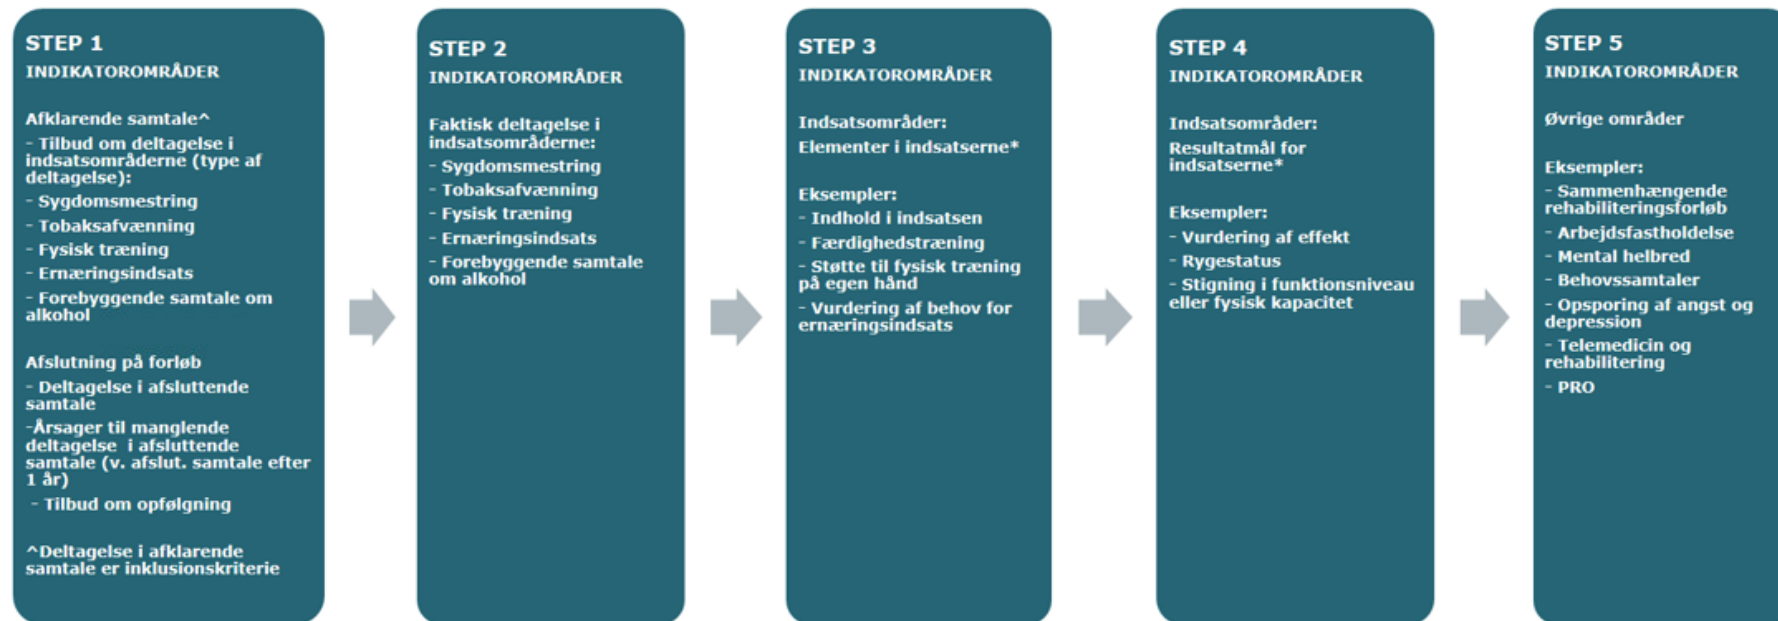 STEP 1
INDIKATOROMRÅDER
Afklarende samtale^
- Tilbud om deltagelse i
indsatsområderne (type af
deltagelse):
- Sygdomsmestring
- Tobaksafvænning
- Fysisk træning
- Ernæringsindsats
- Forebyggende samtale om
alkohol
Afslutning på forløb
- Deltagelse i afsluttende
samtale
-Årsager til manglende
deltagelse i afsluttende
samtale (v. afslut. samtale efter
1 år)
- Tilbud om opfølgning
^Deltagelse i afklarende
samtale er inklusionskriterie
STEP 2
INDIKATOROMRÅDER
Faktisk deltagelse i
indsatsområderne:
- Sygdomsmestring
- Tobaksafvænning
- Fysisk træning
- Ernæringsindsats
- Forebyggende samtale
om alkohol
STEP 3
INDIKATOROMRÅDER
Indsatsområder:
Elementer i indsatserne*
Eksempler:
- Indhold i indsatsen
- Færdighedstræning
- Støtte til fysisk træning
på egen hånd
- Vurdering af behov for
ernæringsindsats
STEP 4
INDIKATOROMRÅDER
Indsatsområder:
Resultatmål for
indsatserne*
Eksempler:
- Vurdering af effekt
- Rygestatus
- Stigning i funktionsniveau
eller fysisk kapacitet
STEP 5
INDIKATOROMRÅDER
Øvrige områder
Eksempler:
- Sammenhængende
rehabiliteringsforløb
- Arbejdsfastholdelse
- Mental helbred
- Behovssamtaler
- Opsporing af angst og
depression
- Telemedicin og
rehabilitering
- PRO